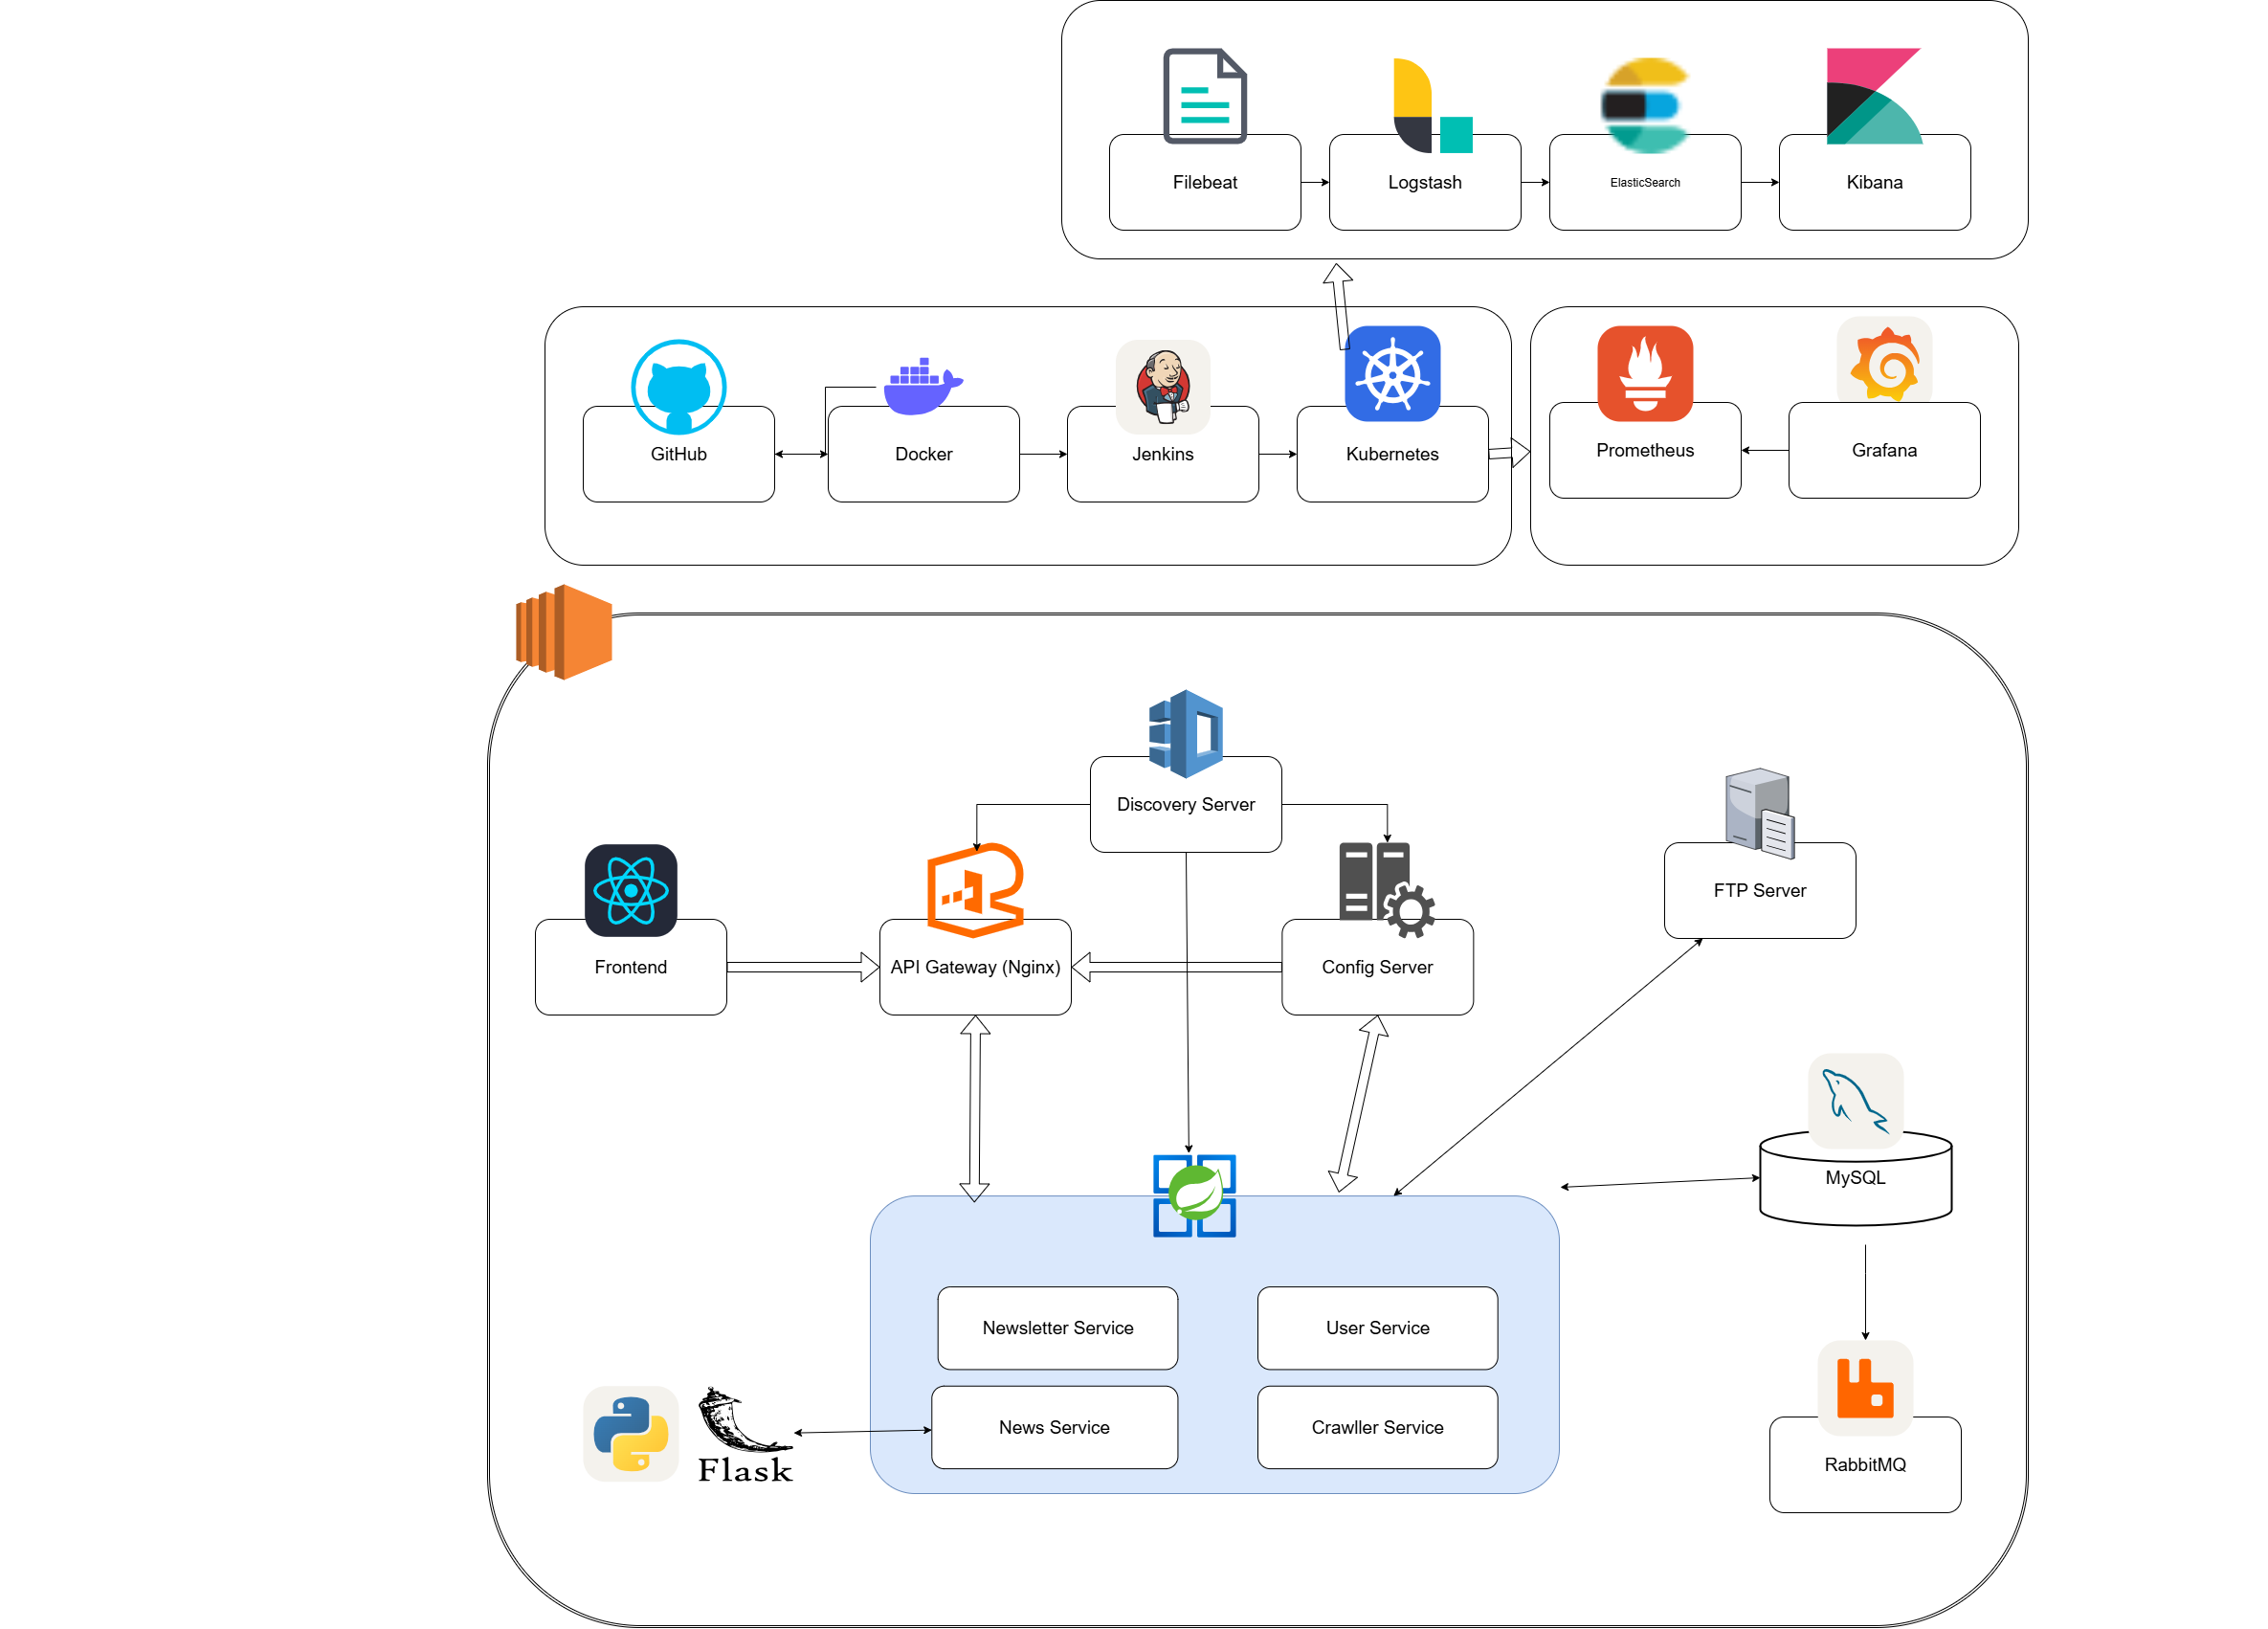 Filebeat
Logstash
ElasticSearch
Kibana
GitHub
Docker
Jenkins
Kubernetes
Prometheus
Grafana
Discovery Server
FTP Server
Frontend
API Gateway (Nginx)
Config Server
MySQL
Newsletter Service
User Service
News Service
Crawller Service
Flask
RabbitMQ